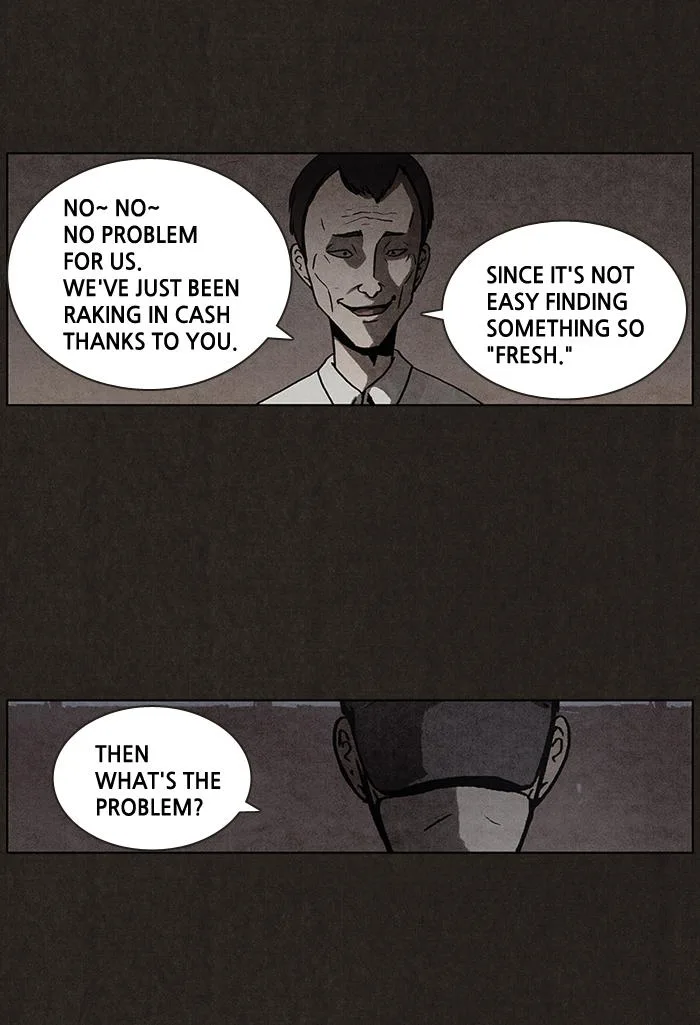 NO~ NO~
NO PROBLEM
FOR US.
WE'VE JUST BEEN
RAKING IN CASH
THANKS TO YOU.
SINCE IT'S NOT
EASY FINDING
SOMETHING SO
"FRESH."
THEN
WHAT'S THE
PROBLEM?